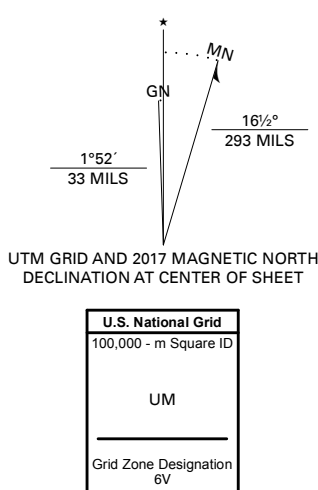 ★
MN
GN
16½°
293 MILS
1°52´
33 MILS
UTM GRID AND 2017 MAGNETIC NORTH
DECLINATION AT CENTER OF SHEET
U.S. National Grid
100,000 - m Square ID
UM
Grid Zone Designation
6V